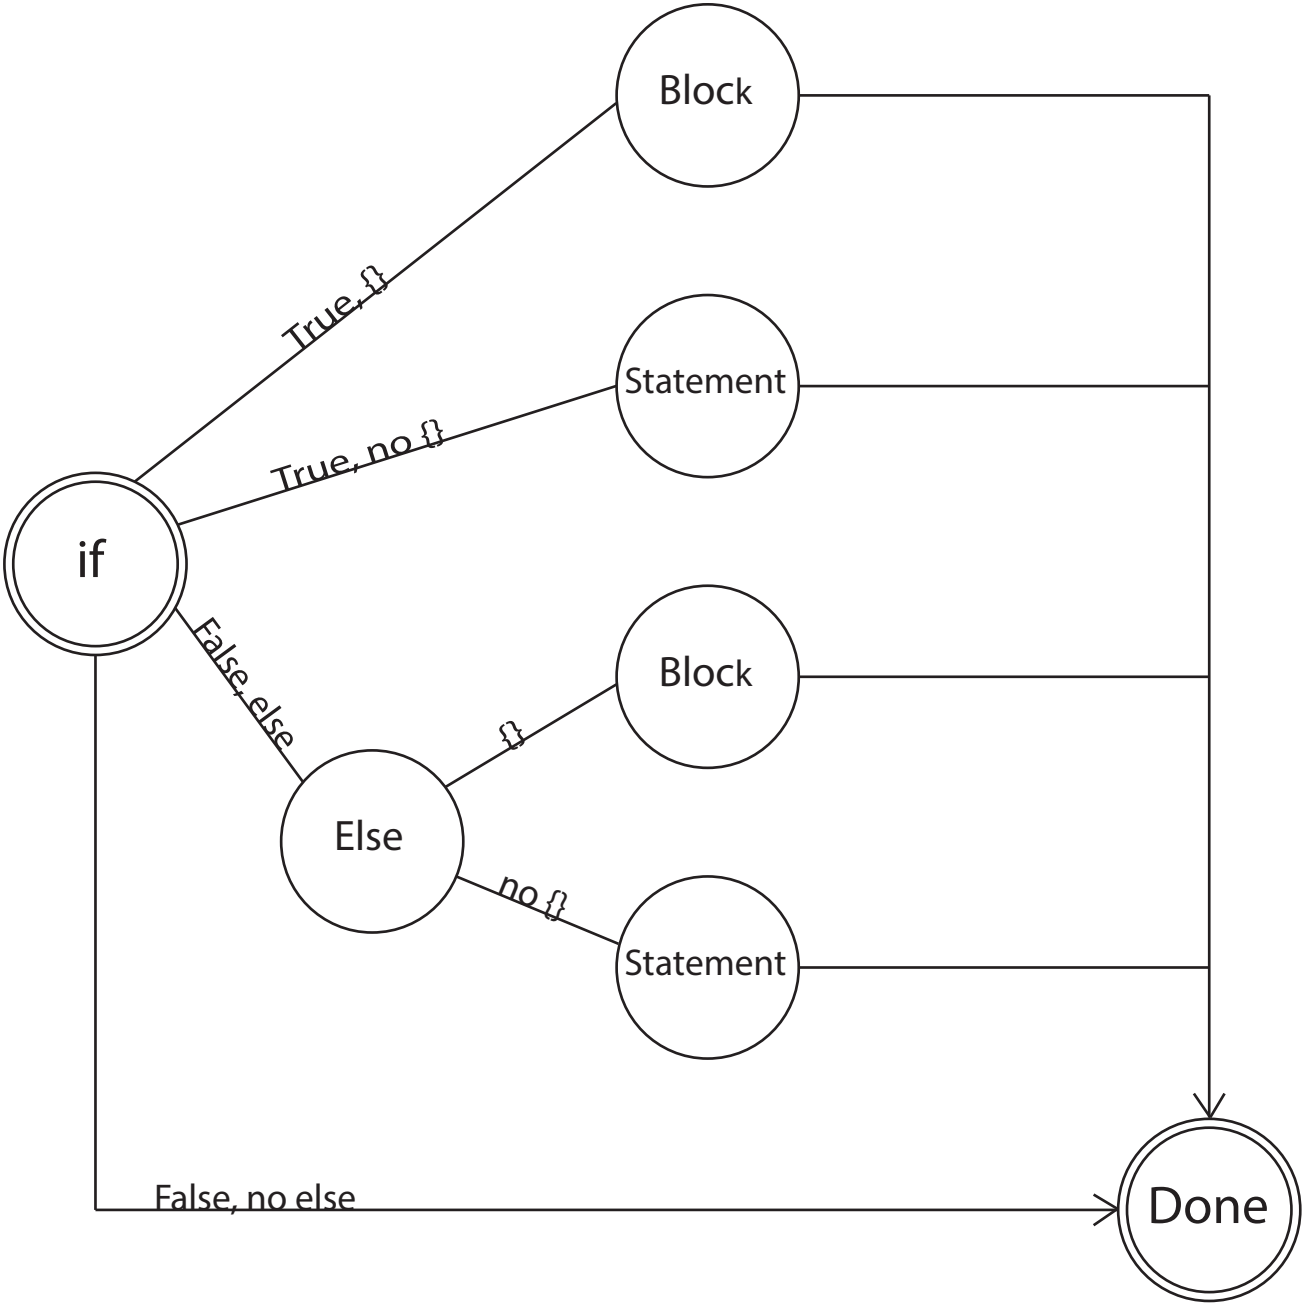 Block
True, {}
Statement
True, no {}
if
False, else
Block
{}
Else
no {}
Statement
False, no else
Done